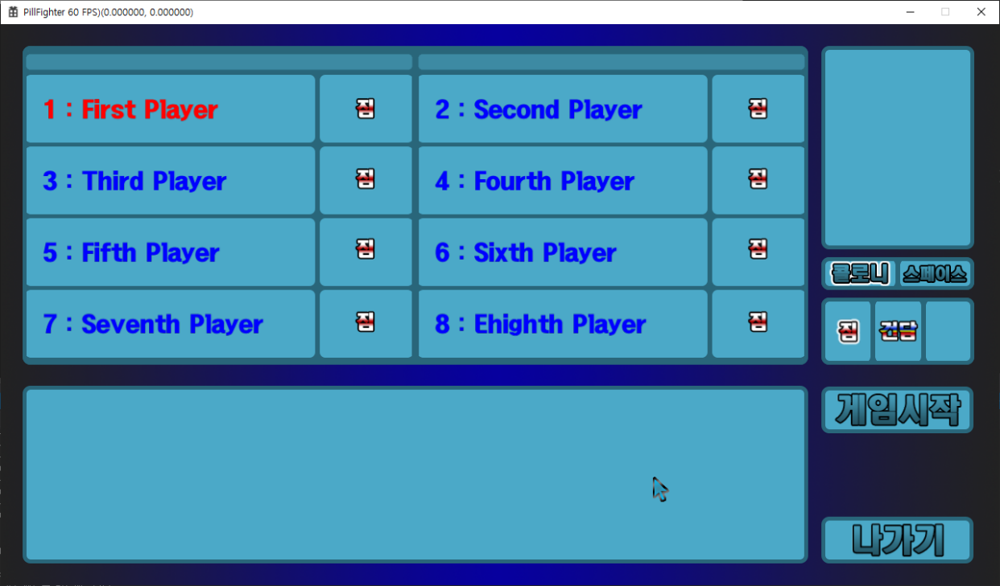 PillFighter 60 FPS)(0.000000, 0.000000)
1 : First Player
짐
2 : Second Player
짐
3 : Third Player
짐
4 : Fourth Player
짐
5 : Fifth Player
짐
6 : Sixth Player
짐
7 : Seventh Player
짐
8 : Ehighth Player
짐
콜로니 스페이스
짐 건담
게임시작
나가기